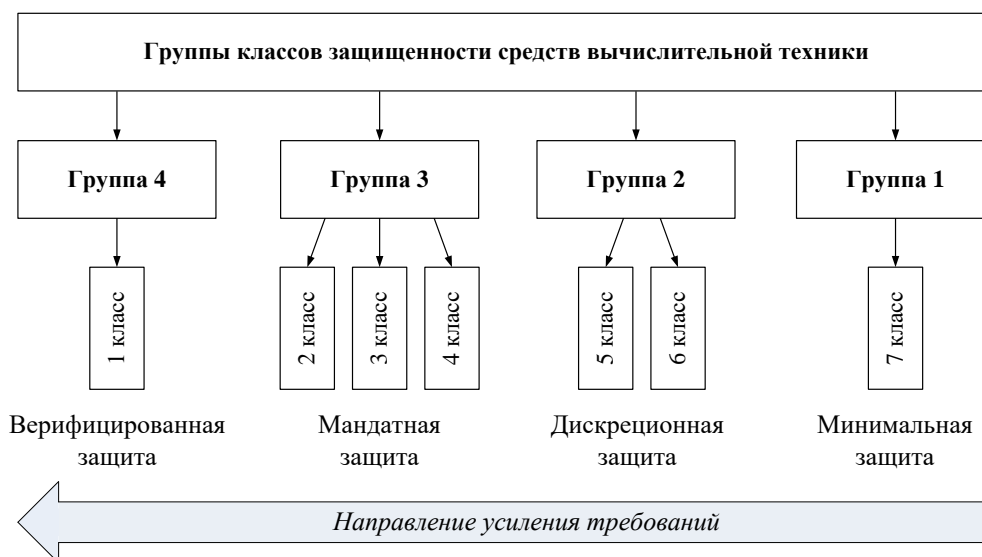 Группы классов защищенности средств вычислительной техники
Группа 4
Группа 3
Группа 2
Группа 1
1 класс
2 класс
3 класс
4 класс
5 класс
6 класс
7 класс
Верифицированная
защита
Мандатная
защита
Дискреционная
защита
Минимальная
защита
Направление усиления требований